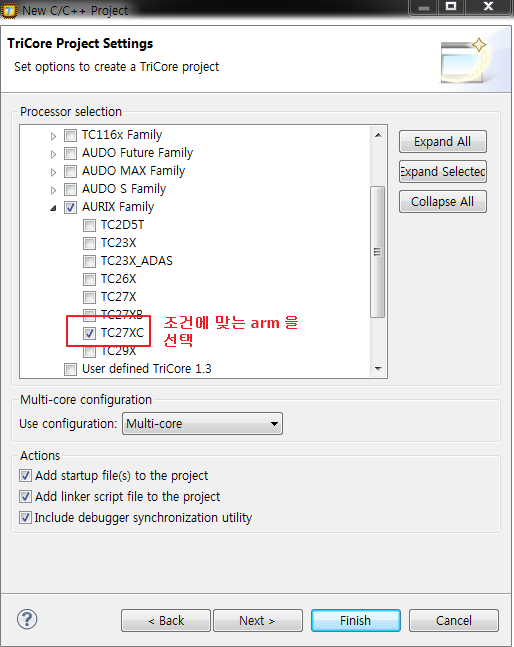 New C/C++ Project
TriCore Project Settings
Set options to create a TriCore project
Processor selection
TC116x Family
AUDO Future Family
AUDO MAX Family
AUDO S Family
AURIX Family
TC2D5T
TC23X
TC23X_ADAS
TC26X
TC27X
TC27XB
TC27XC
TC29X
User defined TriCore 1.3
조건에 맞는 arm 을
선택
Expand All
Expand Selected
Collapse All
Multi-core configuration
Use configuration: Multi-core
Actions
Add startup file(s) to the project
Add linker script file to the project
Include debugger synchronization utility
? < Back Next > Finish Cancel